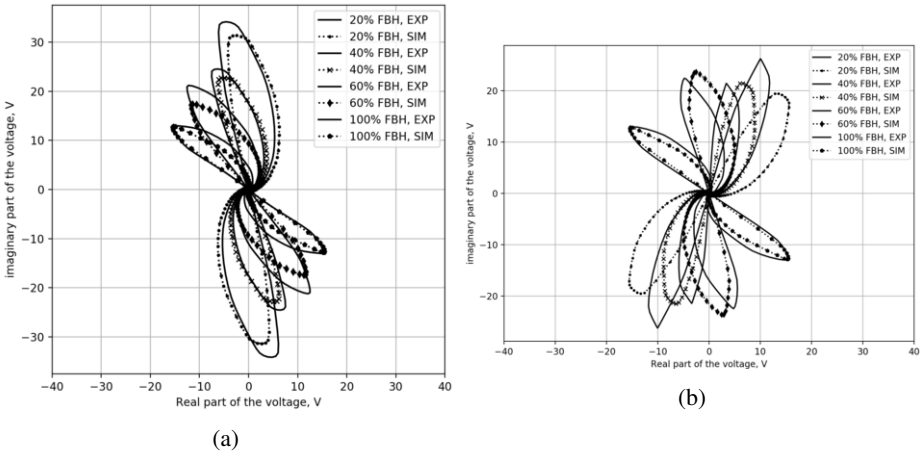 20% FBH, EXP
20% FBH, SIM
40% FBH, EXP
40% FBH, SIM
60% FBH, EXP
60% FBH, SIM
100% FBH, EXP
100% FBH, SIM
imaginary part of the voltage, V
30
20
10
0
−10
−20
−30
−40 −30 −20 −10 0 10 20 30 40
Real part of the voltage, V
(a)
20% FBH, EXP
20% FBH, SIM
40% FBH, EXP
40% FBH, SIM
60% FBH, EXP
60% FBH, SIM
100% FBH, EXP
100% FBH, SIM
imaginary part of the voltage, V
20
10
0
−10
−20
−40 −30 −20 −10 0 10 20 30 40
Real part of the voltage, V
(b)